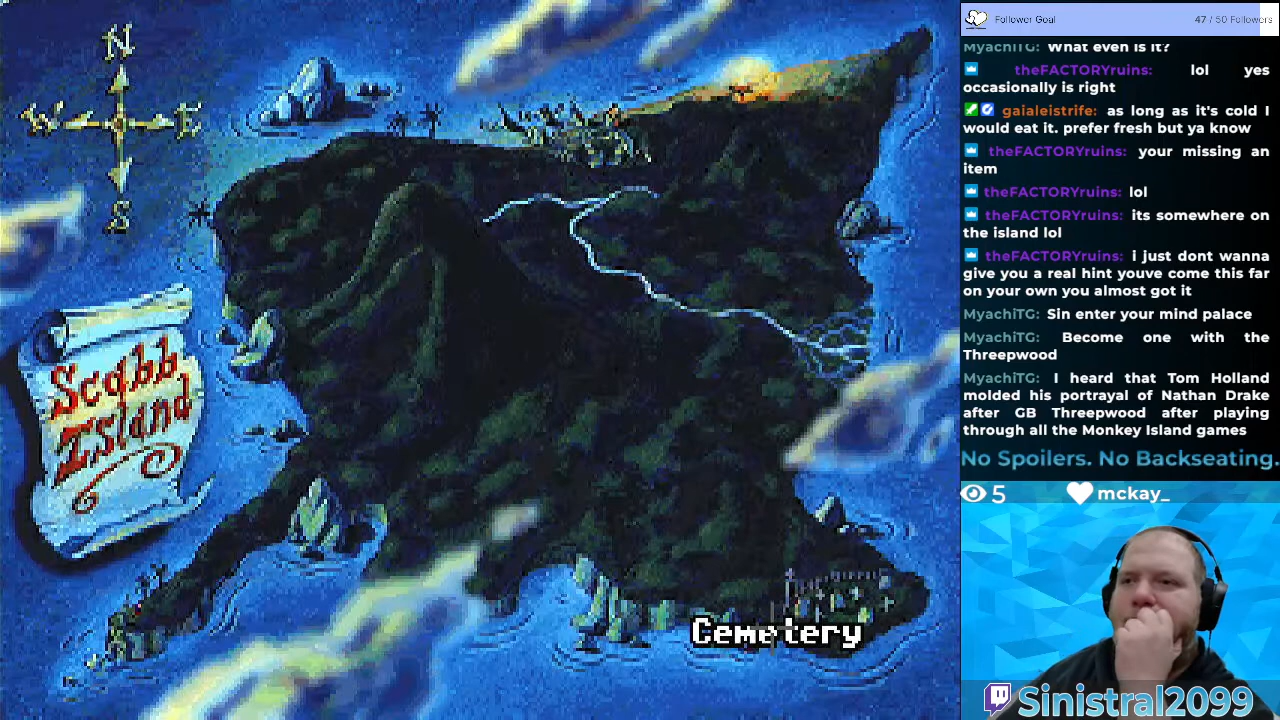 N
W E
S
Scabb
Island
Cemetery
Follower Goal 47 / 50 Followers
MyachiTG: What even is it?
theFACTORYruins: lol yes
occasionally is right
gaialeistrife: as long as it's cold I
would eat it. prefer fresh but ya know
theFACTORYruins: your missing an
item
theFACTORYruins: lol
theFACTORYruins: its somewhere on
the island lol
theFACTORYruins: i just dont wanna
give you a real hint youve come this far
on your own you almost got it
MyachiTG: Sin enter your mind palace
MyachiTG: Become one with the
Threepwood
MyachiTG: I heard that Tom Holland
molded his portrayal of Nathan Drake
after GB Threepwood after playing
through all the Monkey Island games
No Spoilers. No Backseating.
5 mckay_
Sinistral2099